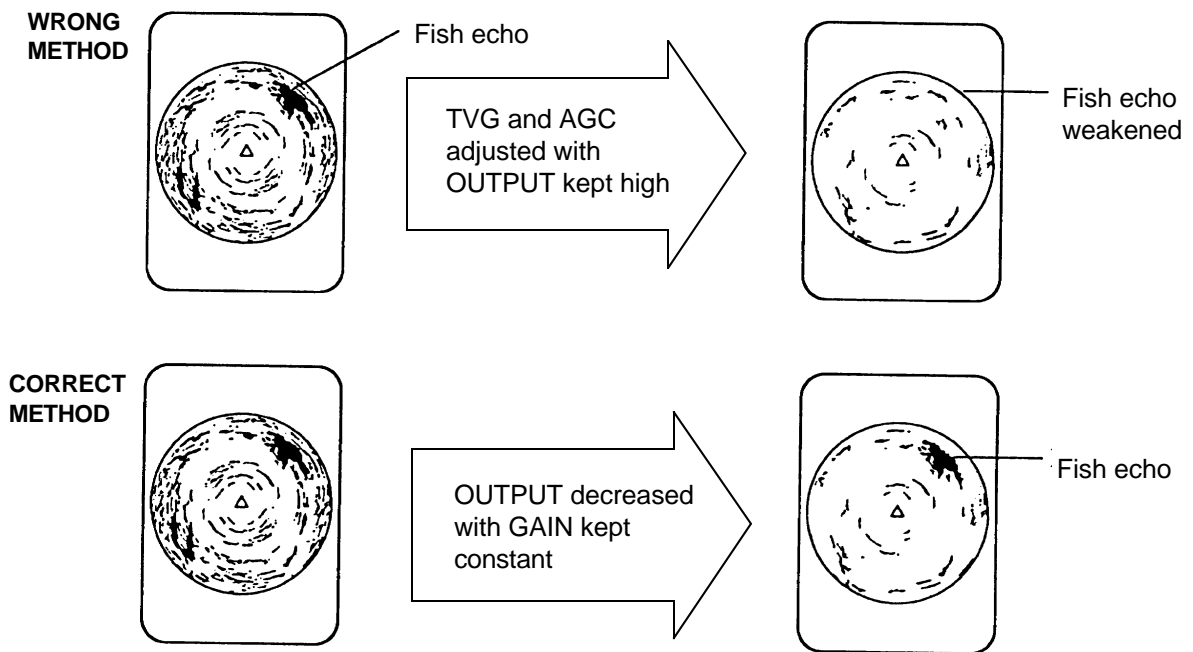 WRONG
METHOD
Fish echo
TVG and AGC
adjusted with
OUTPUT kept high
Fish echo
weakened
CORRECT
METHOD
OUTPUT decreased
with GAIN kept
constant
Fish echo